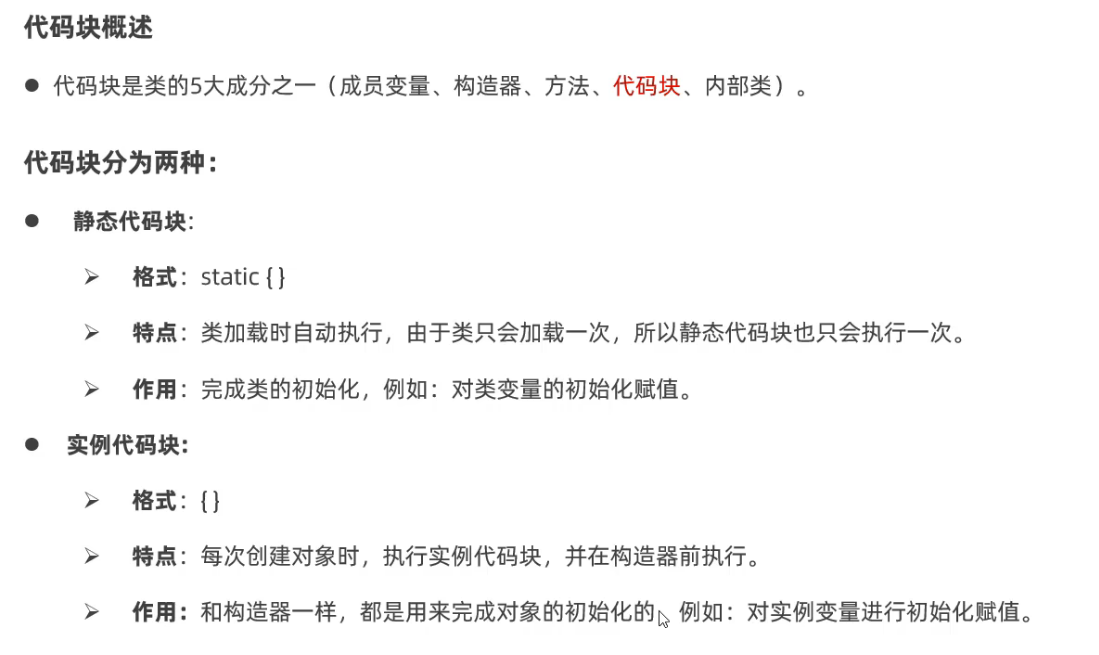 代码块概述
● 代码块是类的5大成分之一（成员变量、构造器、方法、代码块、内部类）。
代码块分为两种：
● 静态代码块:
➢ 格式：static { }
➢ 特点：类加载时自动执行，由于类只会加载一次，所以静态代码块也只会执行一次。
➢ 作用：完成类的初始化，例如：对类变量的初始化赋值。
● 实例代码块:
➢ 格式：{ }
➢ 特点：每次创建对象时，执行实例代码块，并在构造器前执行。
➢ 作用：和构造器一样，都是用来完成对象的初始化的，例如：对实例变量进行初始化赋值。